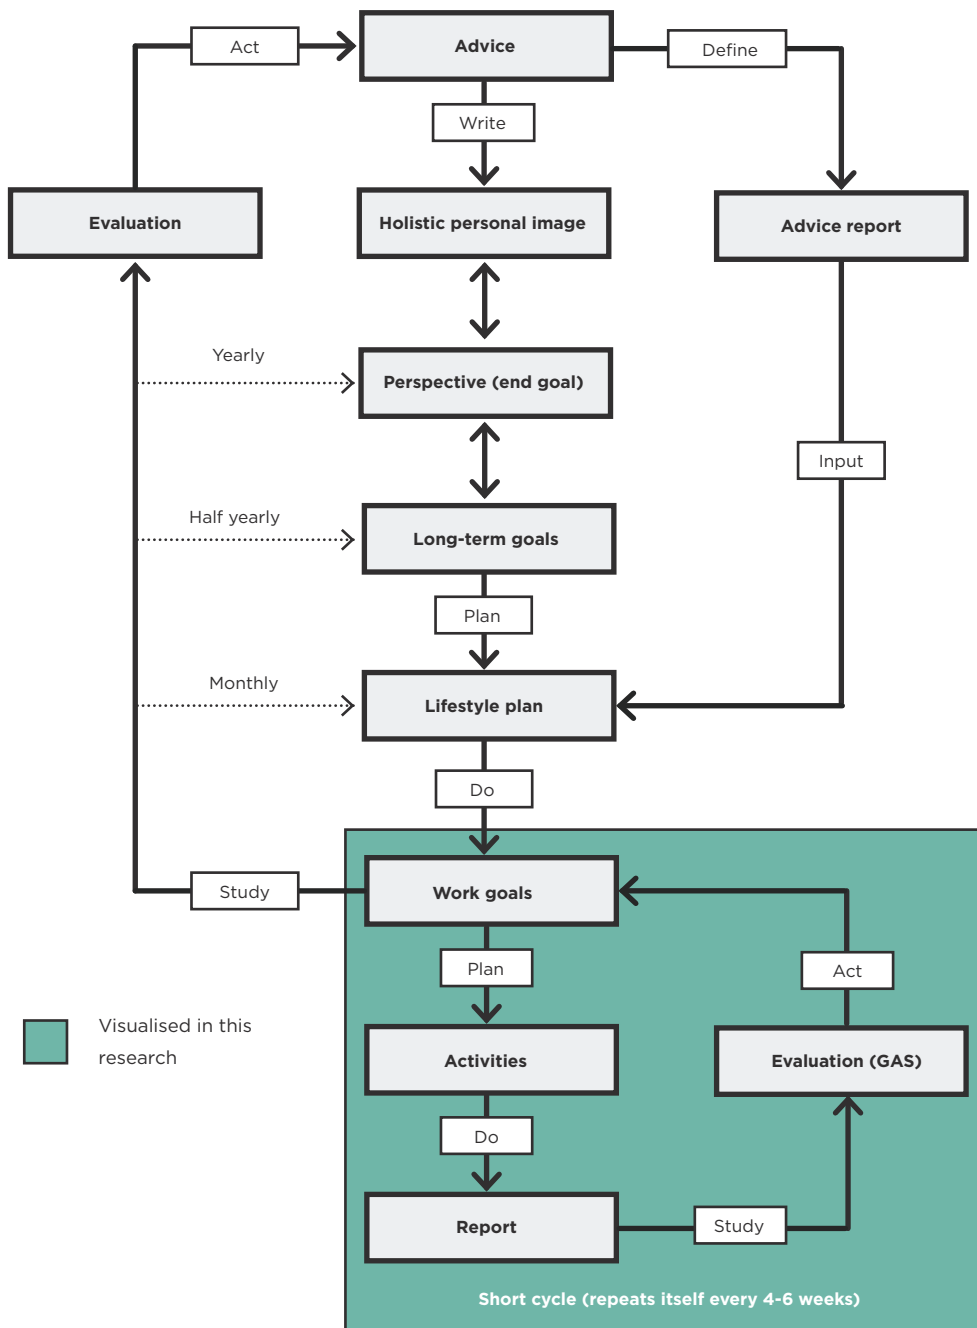 Act
Advice
Define
Write
Evaluation
Holistic personal image
Advice report
Yearly
Perspective (end goal)
Input
Half yearly
Long-term goals
Plan
Monthly
Lifestyle plan
Do
Study
Work goals
Plan
Act
Visualised in this
research
Activities
Evaluation (GAS)
Do
Report
Study
Short cycle (repeats itself every 4-6 weeks)